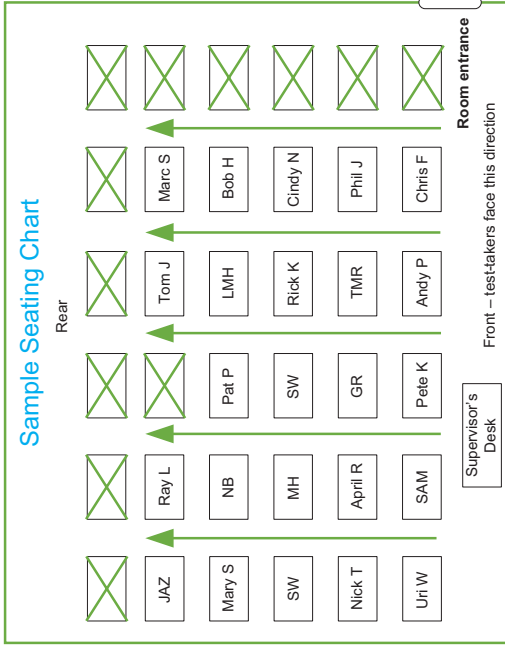 Sample Seating Chart
Rear
JAZ Ray L Tom J Marc S
Mary S NB Pat P LMH Bob H
SW MH SW Rick K Cindy N
Nick T April R GR TMR Phil J
Uri W SAM Pete K Andy P Chris F
Room entrance
Supervisor's
Desk
Front – test-takers face this direction